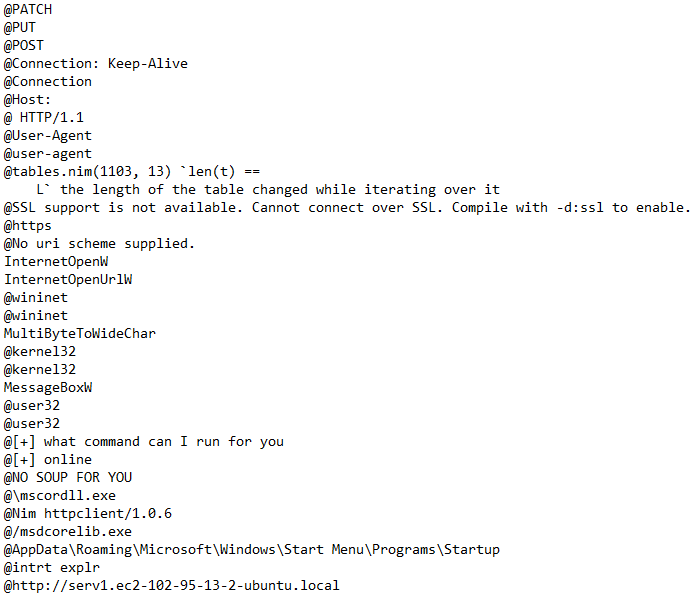 @PATCH
@PUT
@POST
@Connection: Keep-Alive
@Connection
@Host:
@ HTTP/1.1
@User-Agent
@user-agent
@tables.nim(1103, 13) `len(t) ==
    L` the length of the table changed while iterating over it
@SSL support is not available. Cannot connect over SSL. Compile with -d:ssl to enable.
@https
@No uri scheme supplied.
InternetOpenW
InternetOpenUrlW
@wininet
@wininet
MultiByteToWideChar
@kernel32
@kernel32
MessageBoxW
@user32
@user32
@[+] what command can I run for you
@[+] online
@NO SOUP FOR YOU
@\mscordll.exe
@Nim httpclient/1.0.6
@/msdcorelib.exe
@AppData\Roaming\Microsoft\Windows\Start Menu\Programs\Startup
@intrt explr
@http://serv1.ec2-102-95-13-2-ubuntu.local